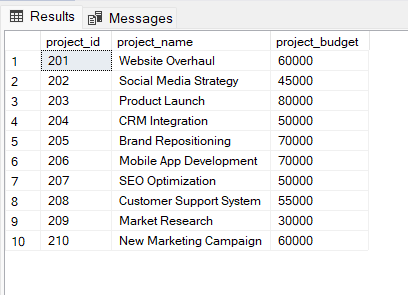 Results Messages
project_id project_name project_budget
1 201 Website Overhaul 60000
2 202 Social Media Strategy 45000
3 203 Product Launch 80000
4 204 CRM Integration 50000
5 205 Brand Repositioning 70000
6 206 Mobile App Development 70000
7 207 SEO Optimization 50000
8 208 Customer Support System 55000
9 209 Market Research 30000
10 210 New Marketing Campaign 60000